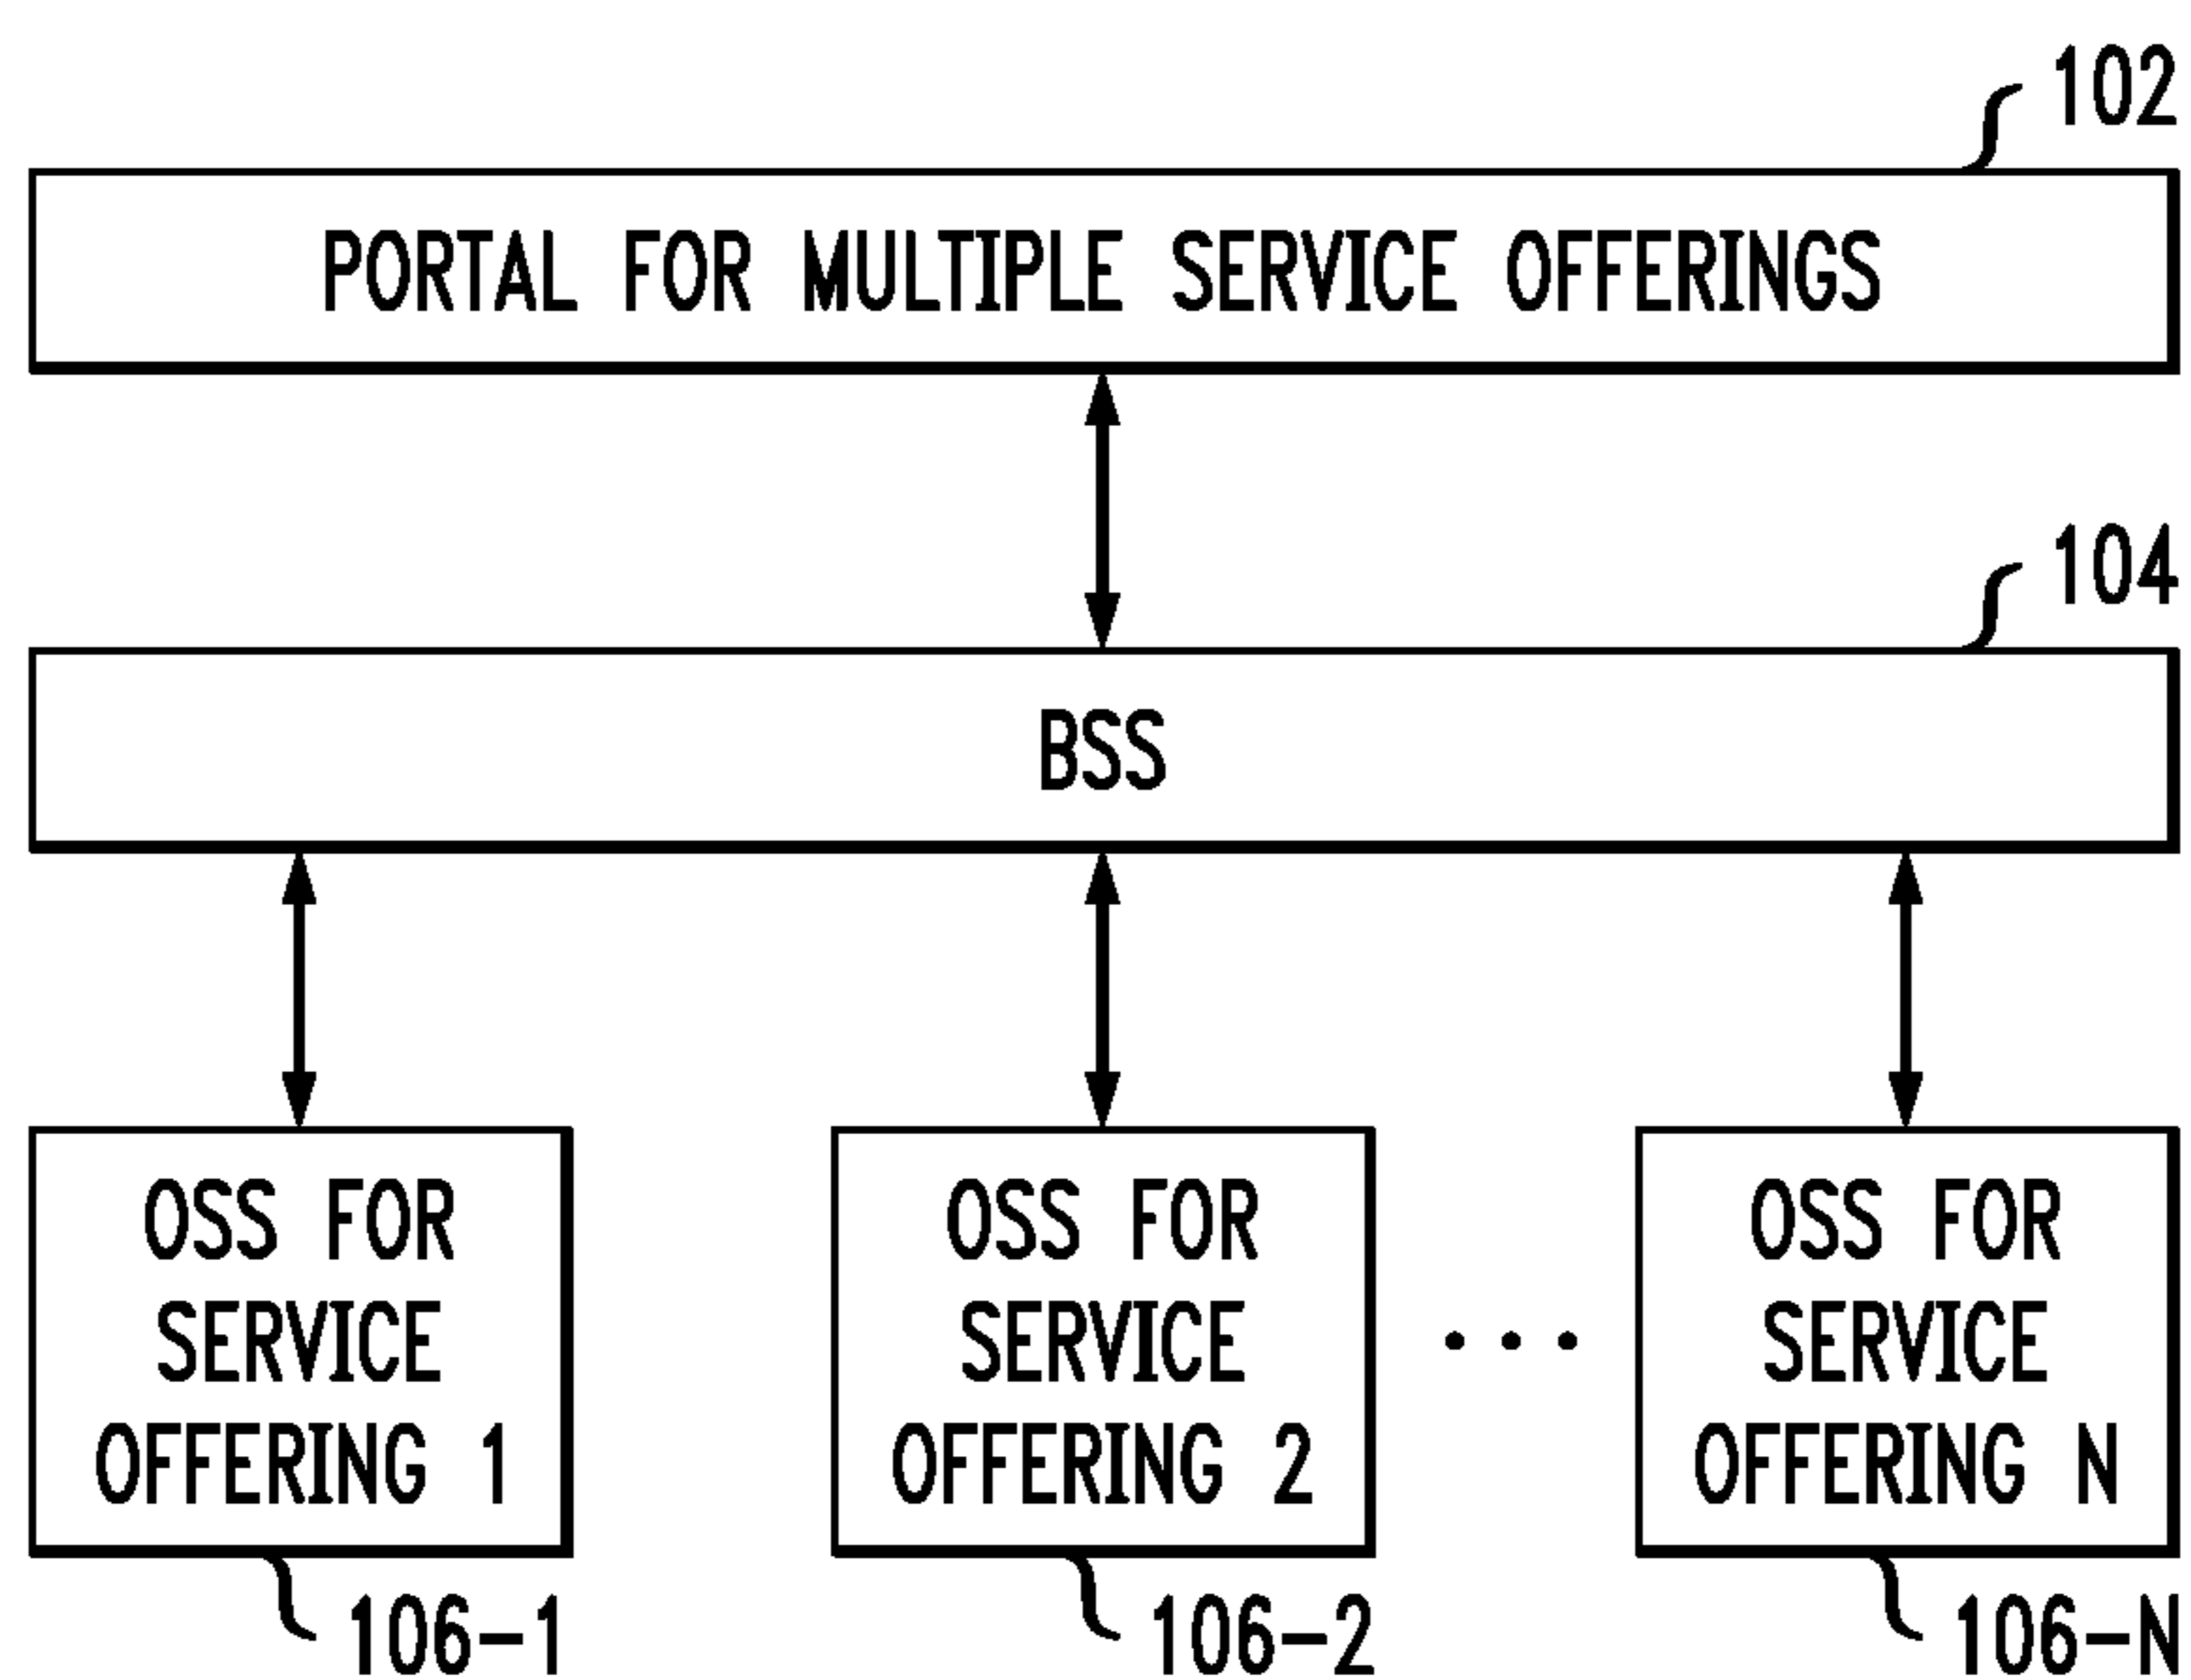 102
PORTAL FOR MULTIPLE SERVICE OFFERINGS
104
BSS
OSS FOR
SERVICE
OFFERING 1
OSS FOR
SERVICE
OFFERING 2
...
OSS FOR
SERVICE
OFFERING N
106-1
106-2
106-N